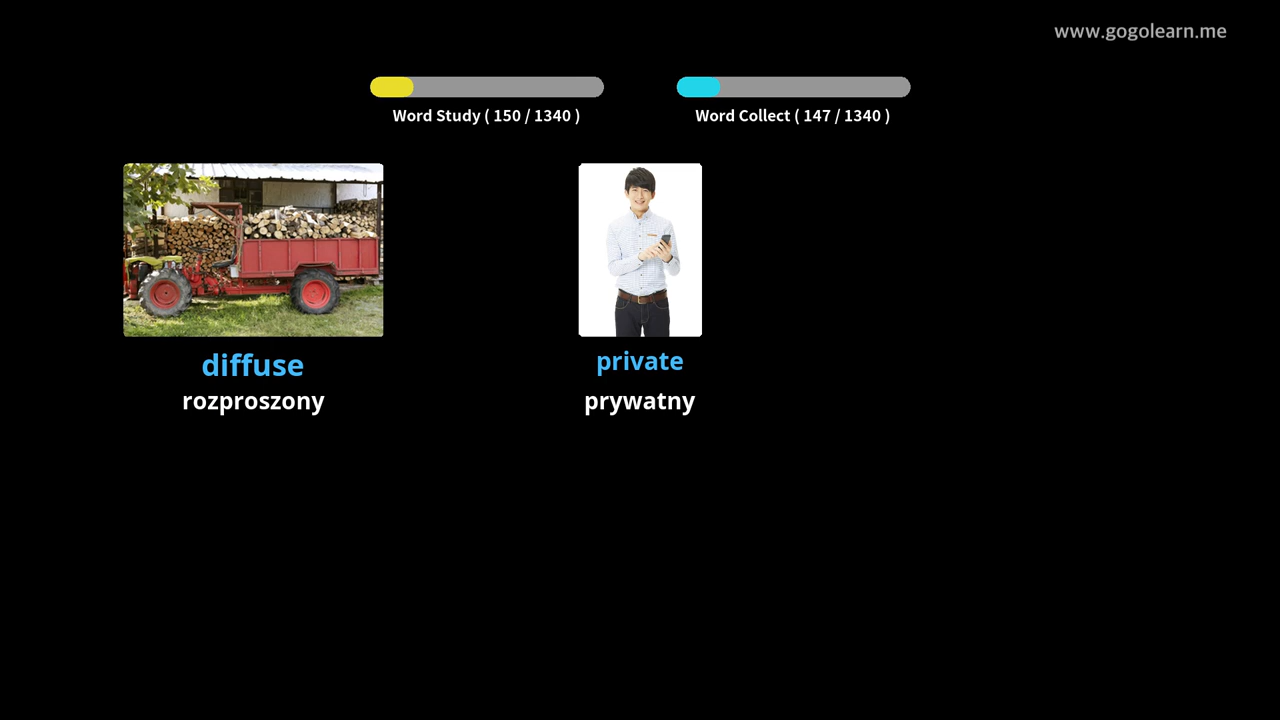 www.gogolearn.me
Word Study ( 150 / 1340 )
Word Collect ( 147 / 1340 )
diffuse
rozproszony
private
prywatny